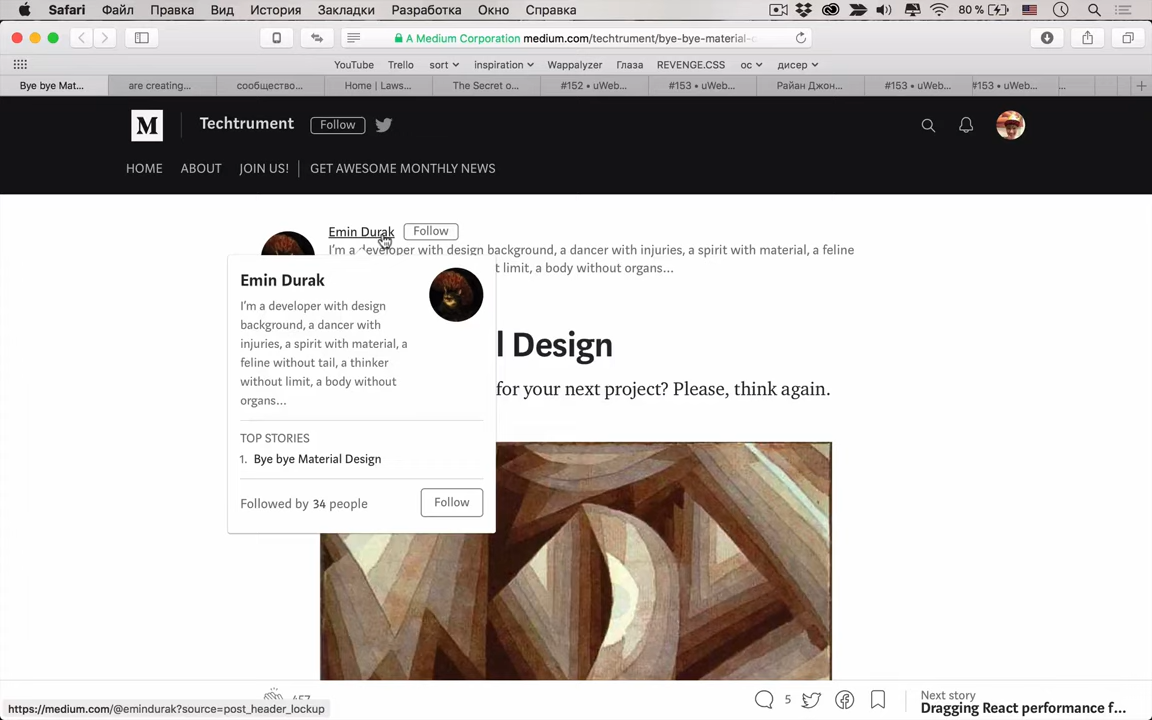 Safari Файл Правка Вид История Закладки Разработка Окно Справка 80 %
A Medium Corporation medium.com/techtrument/bye-bye-material-
YouTube Trello sort inspiration Wappalyzer Глаза REVENGE.CSS ос дисер
Bye bye Mat... are creating... сообщество... Home | Laws... The Secret o... #152 • uWeb... #153 • uWeb... Райан Джон... #153 • uWeb... #153 • uWeb... ...
M Techtrument Follow
HOME ABOUT JOIN US! GET AWESOME MONTHLY NEWS
Emin Durak Follow
I'm a developer with design background, a dancer with injuries, a spirit with material, a feline
t limit, a body without organs...
Emin Durak
I'm a developer with design
background, a dancer with
injuries, a spirit with material, a
feline without tail, a thinker
without limit, a body without
organs...
l Design
for your next project? Please, think again.
TOP STORIES
1. Bye bye Material Design
Followed by 34 people Follow
457
5
Next story
Dragging React performance f...
https://medium.com/@emindurak?source=post_header_lockup